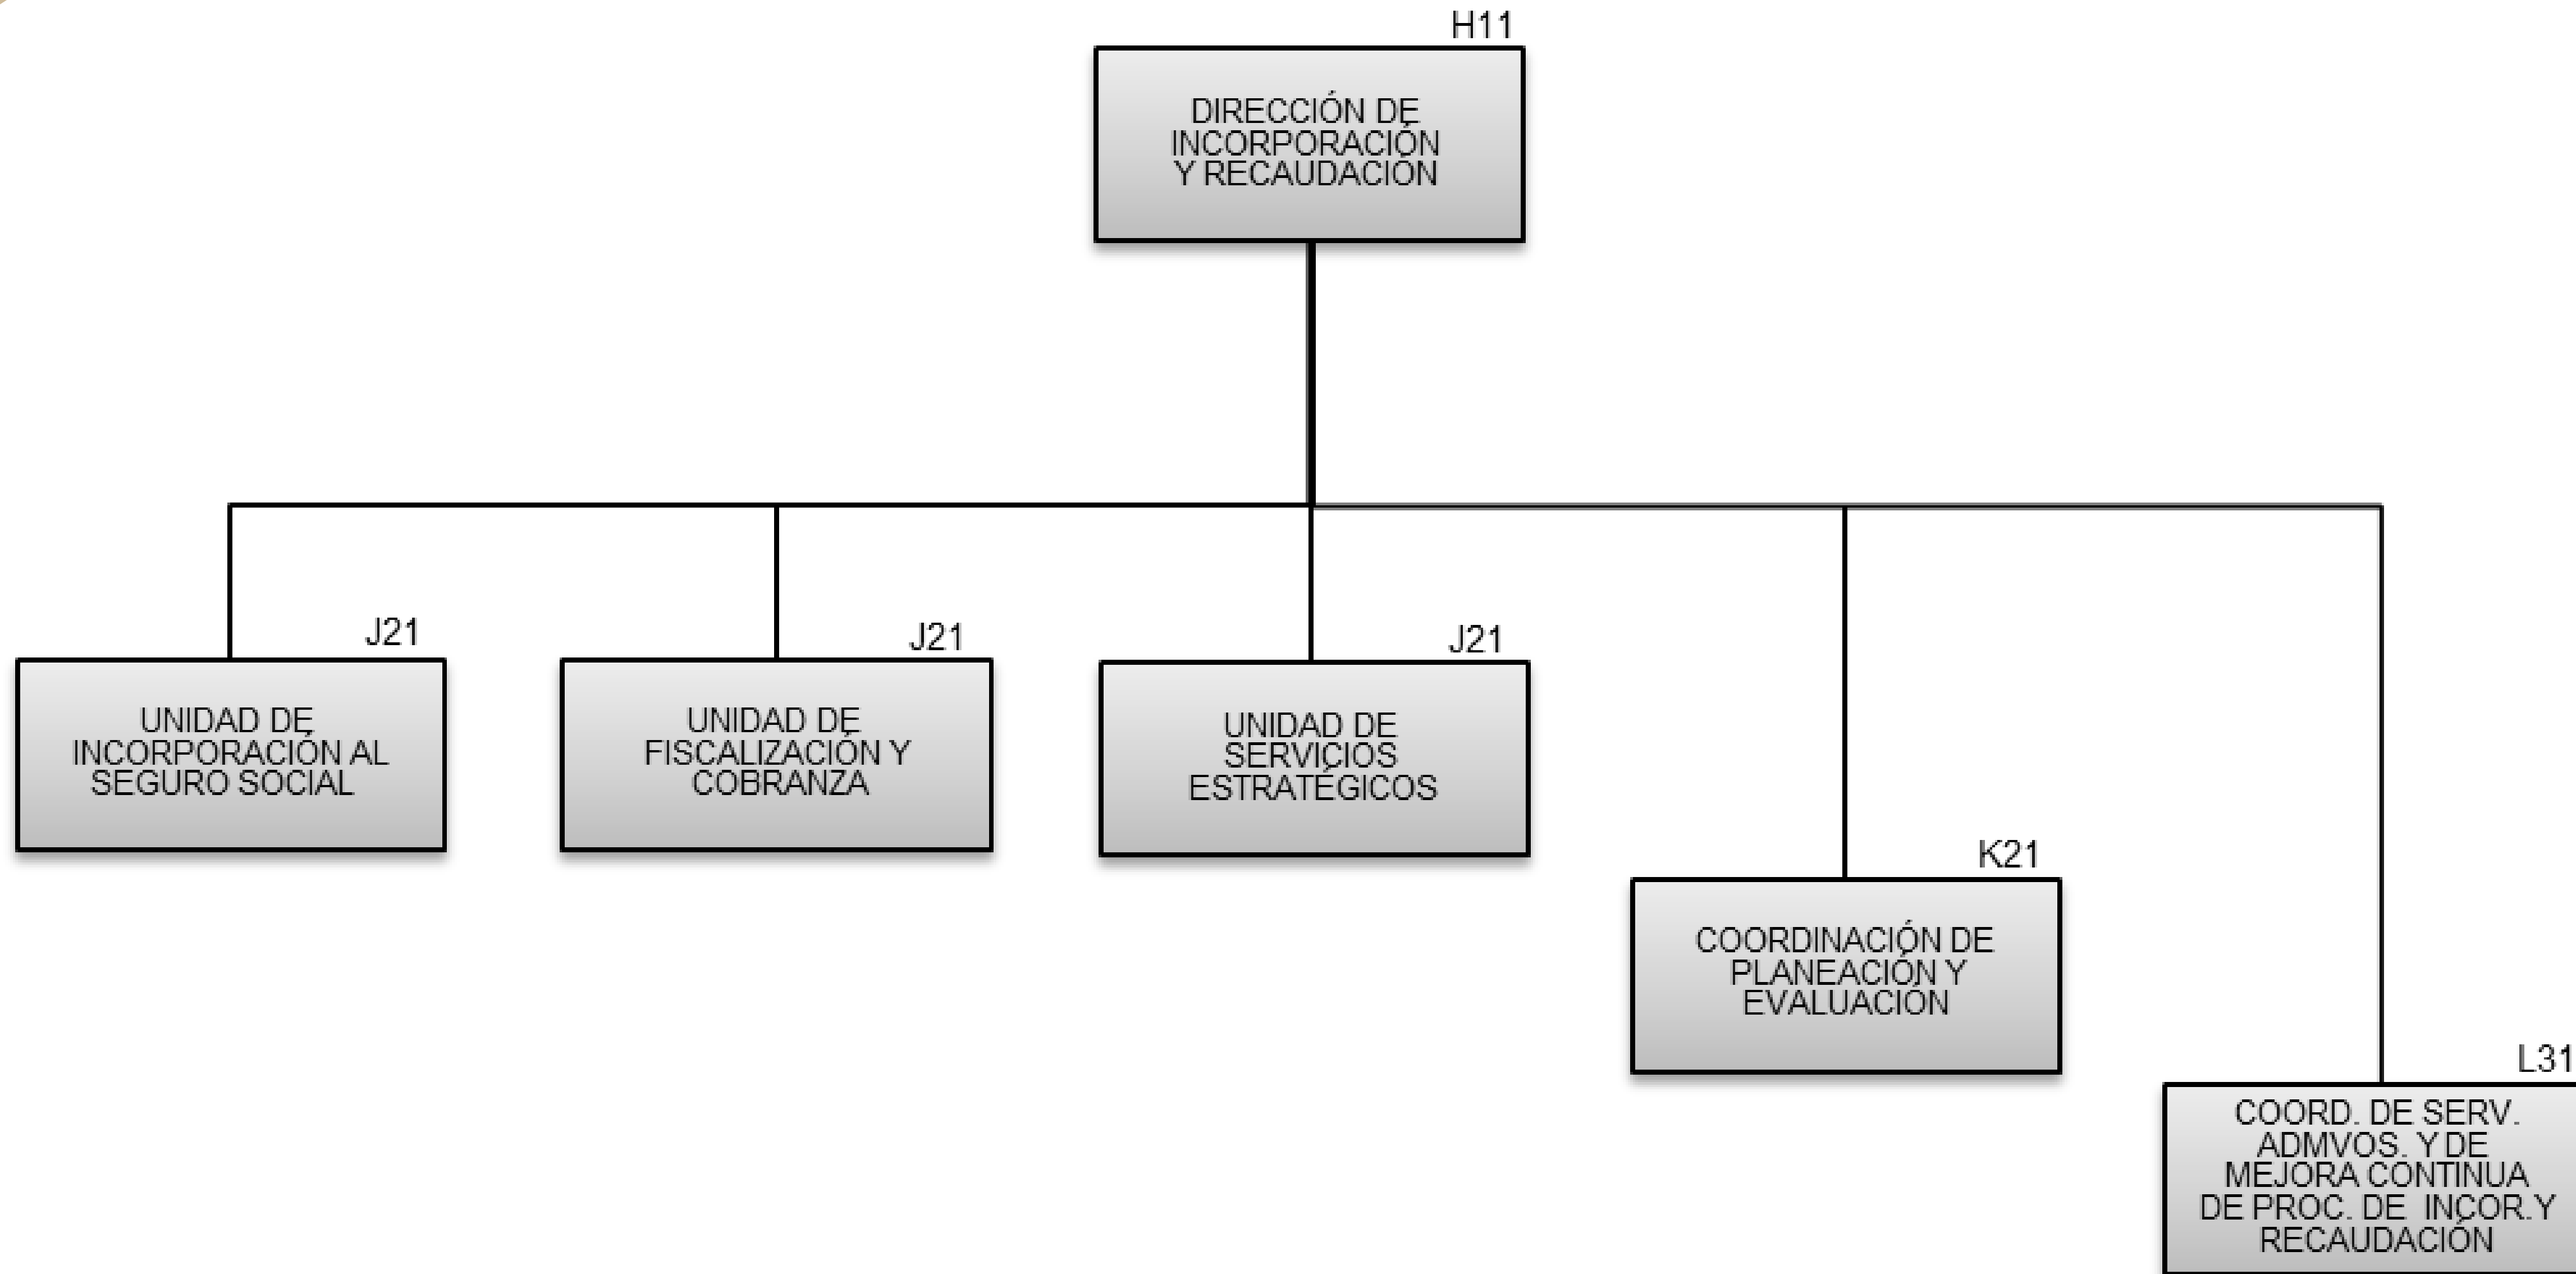 H11
DIRECCIÓN DE
INCORPORACIÓN
Y RECAUDACIÓN
J21
UNIDAD DE
INCORPORACIÓN AL
SEGURO SOCIAL
J21
UNIDAD DE
FISCALIZACIÓN Y
COBRANZA
J21
UNIDAD DE
SERVICIOS
ESTRATÉGICOS
K21
COORDINACIÓN DE
PLANEACIÓN Y
EVALUACIÓN
L31
COORD. DE SERV.
ADMVOS. Y DE
MEJORA CONTINUA
DE PROC. DE  INCOR.Y
RECAUDACIÓN